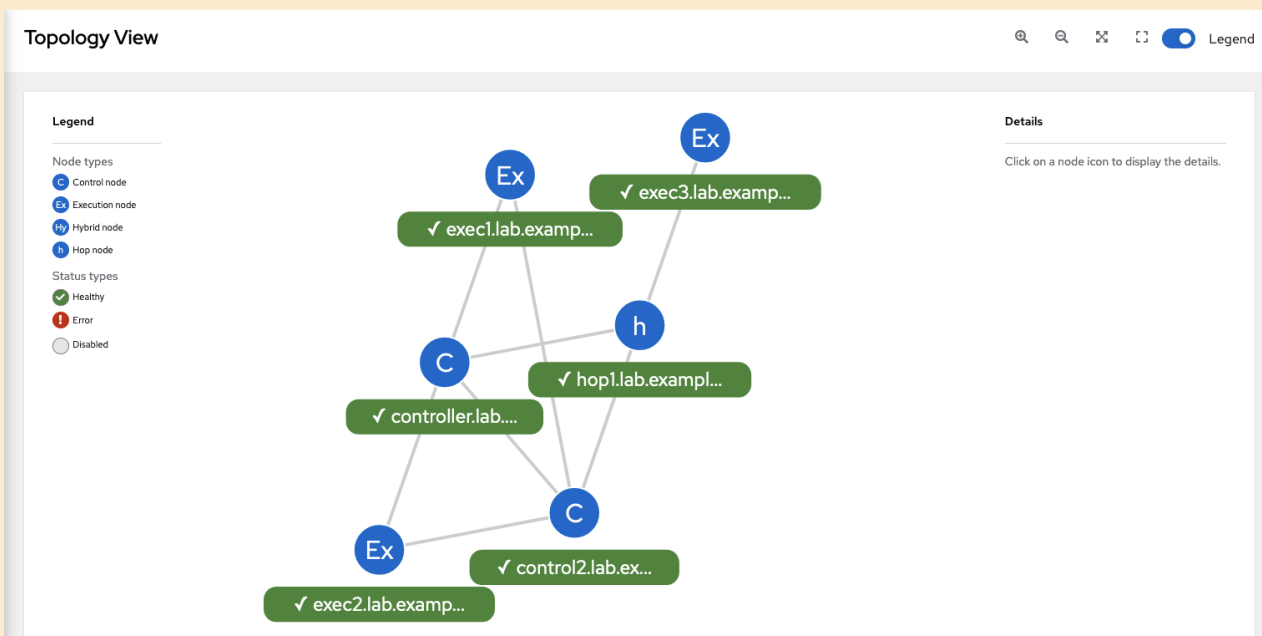 Topology View
Legend
Legend
Node types
C Control node
Ex Execution node
Hy Hybrid node
h Hop node
Status types
Healthy
! Error
Disabled
Ex
✓ exec3.lab.examp...
Ex
✓ exec1.lab.examp...
h
✓ hop1.lab.exampl...
C
✓ controller.lab....
C
✓ control2.lab.ex...
Ex
✓ exec2.lab.examp...
Details
Click on a node icon to display the details.